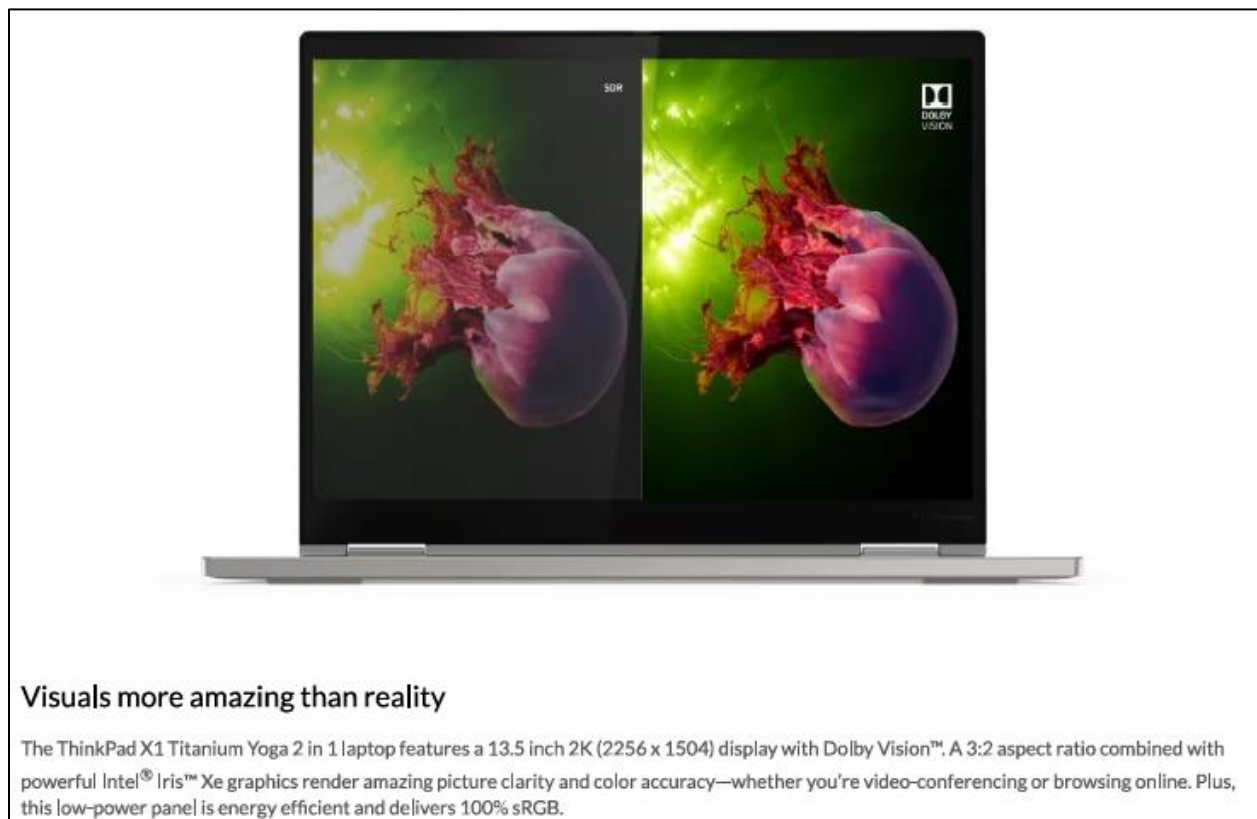 SDR
DOLBY
VISION
Visuals more amazing than reality
The ThinkPad X1 Titanium Yoga 2 in 1 laptop features a 13.5 inch 2K (2256 x 1504) display with Dolby Vision™. A 3:2 aspect ratio combined with
powerful Intel® Iris™ Xe graphics render amazing picture clarity and color accuracy—whether you're video-conferencing or browsing online. Plus,
this low-power panel is energy efficient and delivers 100% sRGB.